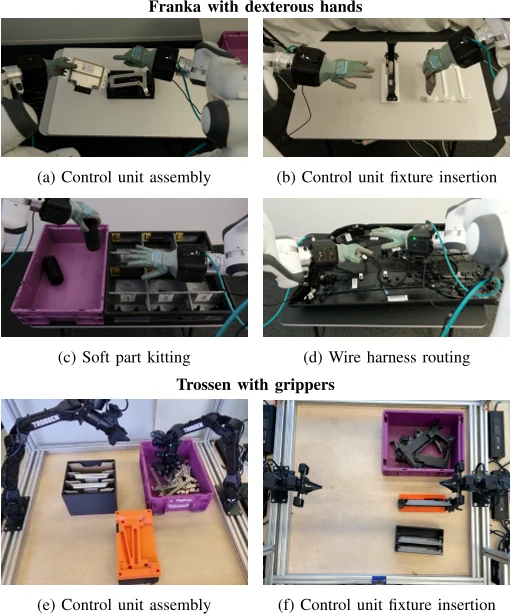 Franka with dexterous hands
(a) Control unit assembly
(b) Control unit fixture insertion
(c) Soft part kitting
(d) Wire harness routing
Trossen with grippers
TROSSEN
TROSSEN
(e) Control unit assembly
(f) Control unit fixture insertion